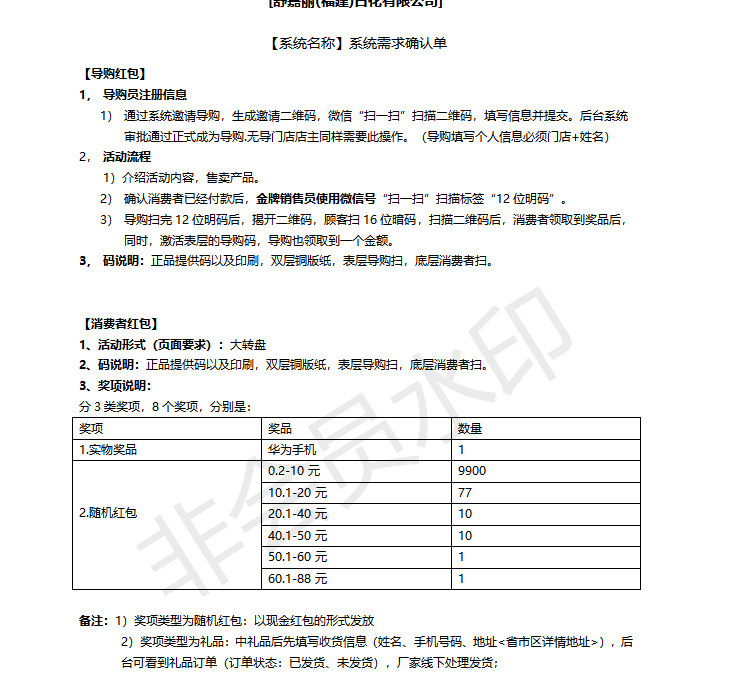 [舒嘉丽(福建)日化有限公司]
【系统名称】系统需求确认单
【导购红包】
1， 导购员注册信息
1） 通过系统邀请导购，生成邀请二维码，微信“扫一扫”扫描二维码，填写信息并提交。后台系统
审批通过正式成为导购.无导门店店主同样需要此操作。（导购填写个人信息必须门店+姓名）
2， 活动流程
1）介绍活动内容，售卖产品。
2） 确认消费者已经付款后，金牌销售员使用微信号“扫一扫”扫描标签“12 位明码”。
3） 导购扫完 12 位明码后，揭开二维码，顾客扫 16 位暗码，扫描二维码后，消费者领取到奖品后，
同时，激活表层的导购码，导购也领取到一个金额。
3， 码说明：正品提供码以及印刷，双层铜版纸，表层导购扫，底层消费者扫。
【消费者红包】
1、活动形式（页面要求）：大转盘
2、码说明：正品提供码以及印刷，双层铜版纸，表层导购扫，底层消费者扫。
3、奖项说明：
分 3 类奖项，8 个奖项，分别是：
奖项 奖品 数量
1.实物奖品 华为手机 1
0.2-10 元 9900
10.1-20 元 77
2.随机红包 20.1-40 元 10
40.1-50 元 10
50.1-60 元 1
60.1-88 元 1
备注：1）奖项类型为随机红包：以现金红包的形式发放
2）奖项类型为礼品：中礼品后先填写收货信息（姓名、手机号码、地址<省市区详情地址>），后
台可看到礼品订单（订单状态：已发货、未发货），厂家线下处理发货；
非会员水印